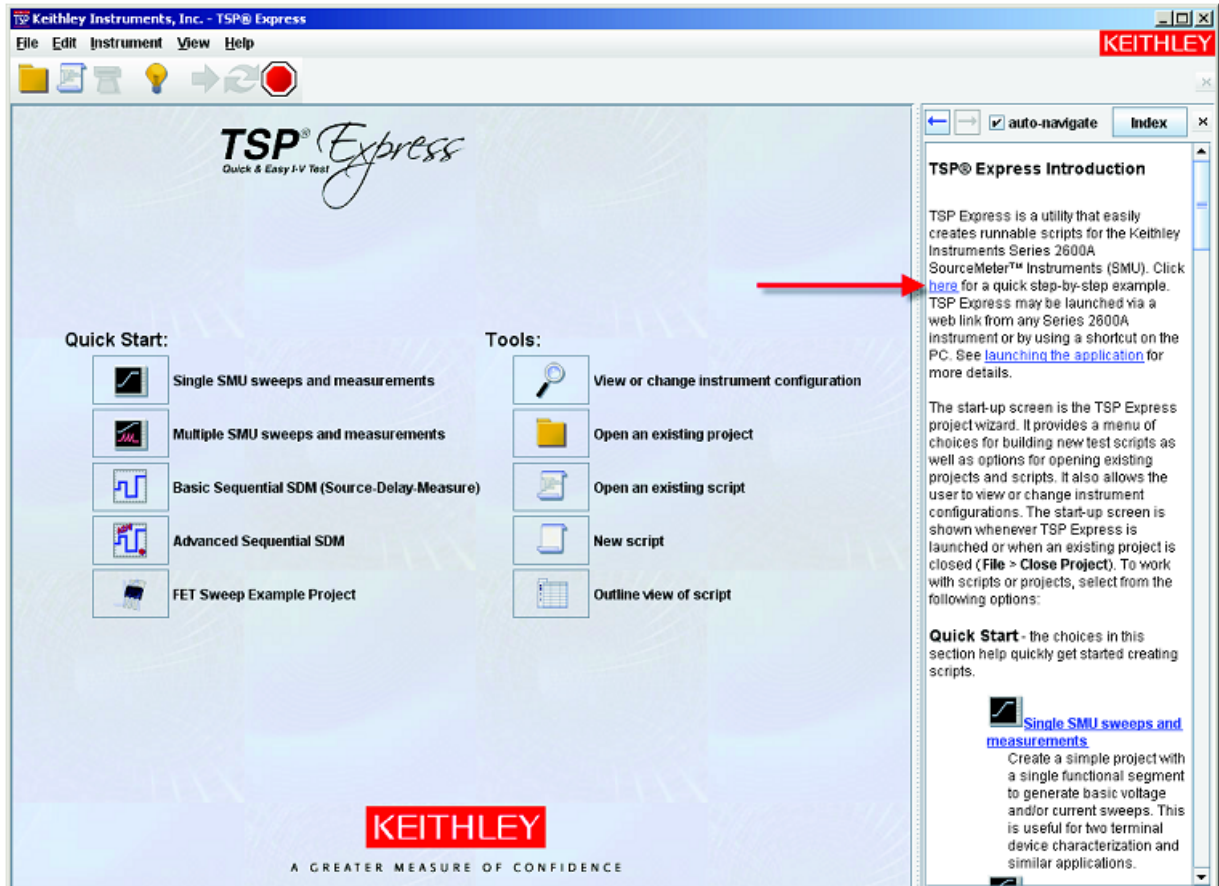 Keithley Instruments, Inc. - TSP® Express
File Edit Instrument View Help
KEITHLEY
auto-navigate Index
TSP® Express
Quick & Easy I-V Test
Quick Start:
Single SMU sweeps and measurements
Multiple SMU sweeps and measurements
Basic Sequential SDM (Source-Delay-Measure)
Advanced Sequential SDM
FET Sweep Example Project
Tools:
View or change instrument configuration
Open an existing project
Open an existing script
New script
Outline view of script
KEITHLEY
A GREATER MEASURE OF CONFIDENCE
TSP® Express Introduction
TSP Express is a utility that easily
creates runnable scripts for the Keithley
Instruments Series 2600A
SourceMeter™ Instruments (SMU). Click
here for a quick step-by-step example.
TSP Express may be launched via a
web link from any Series 2600A
instrument or by using a shortcut on the
PC. See launching the application for
more details.
The start-up screen is the TSP Express
project wizard. It provides a menu of
choices for building new test scripts as
well as options for opening existing
projects and scripts. It also allows the
user to view or change instrument
configurations. The start-up screen is
shown whenever TSP Express is
launched or when an existing project is
closed (File > Close Project). To work
with scripts or projects, select from the
following options:
Quick Start - the choices in this
section help quickly get started creating
scripts.
Single SMU sweeps and
measurements
Create a simple project with
a single functional segment
to generate basic voltage
and/or current sweeps. This
is useful for two terminal
device characterization and
similar applications.